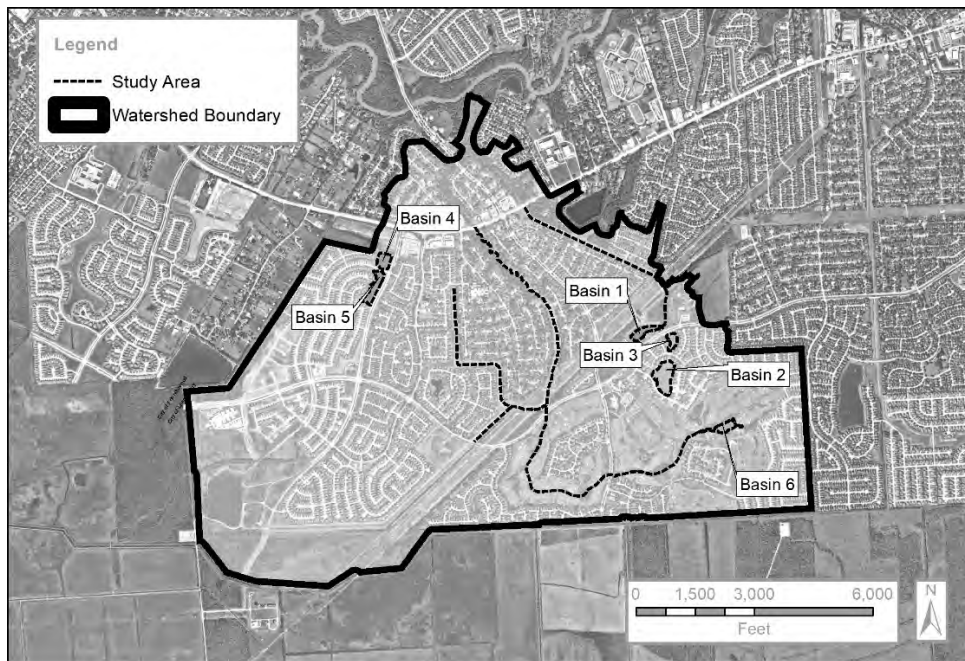 Legend
Study Area
Watershed Boundary
Basin 4
Basin 5
Basin 1
Basin 3
Basin 2
Basin 6
0 1,500 3,000 6,000
Feet
N